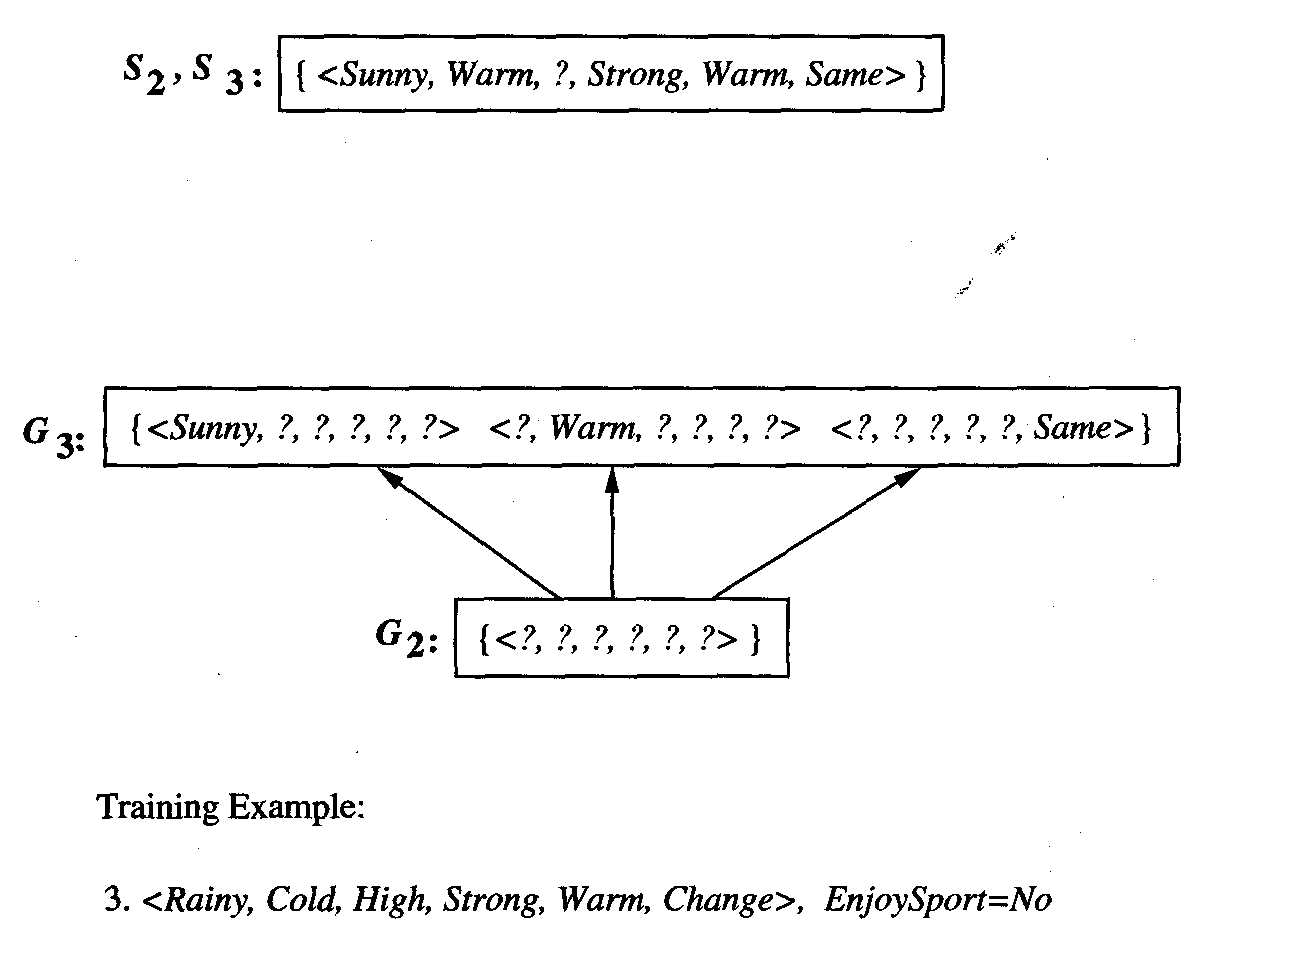 S2, S3: { <Sunny, Warm, ?, Strong, Warm, Same> }
G3: {<Sunny, ?, ?, ?, ?, ?> <?, Warm, ?, ?, ?, ?> <?, ?, ?, ?, ?, Same>}
G2: {<?, ?, ?, ?, ?, ?> }
Training Example:
3. <Rainy, Cold, High, Strong, Warm, Change>, EnjoySport=No